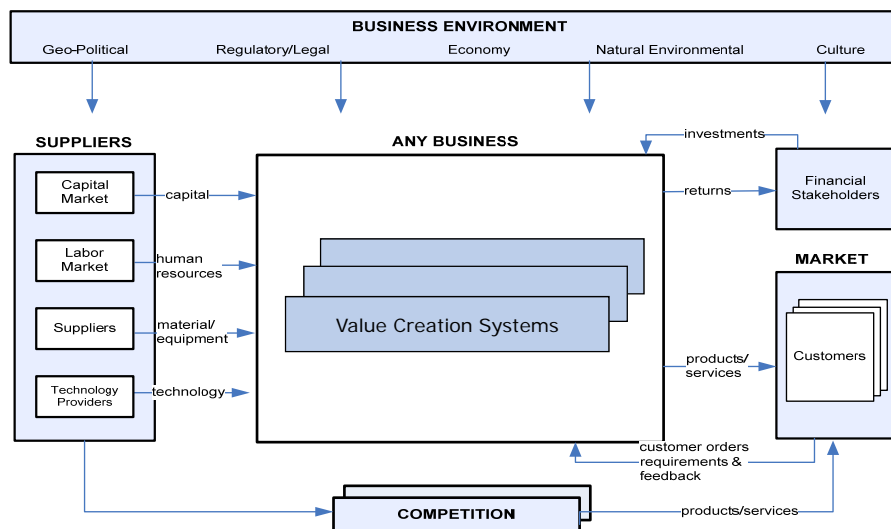 BUSINESS ENVIRONMENT
Geo-Political Regulatory/Legal Economy Natural Environmental Culture
SUPPLIERS
ANY BUSINESS
investments
Capital
Market
capital
returns
Financial
Stakeholders
Labor
Market
human
resources
MARKET
Suppliers
material/
equipment
Value Creation Systems
Customers
Technology
Providers
technology
products/
services
customer orders
requirements &
feedback
COMPETITION
products/services